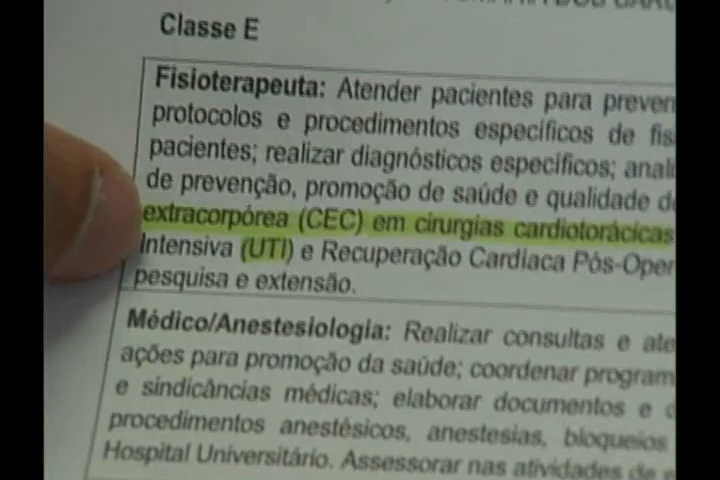 Classe E
Fisioterapeuta: Atender pacientes para preven
protocolos e procedimentos específicos de fis
pacientes; realizar diagnósticos específicos; anali
de prevenção, promoção de saúde e qualidade d
extracorpórea (CEC) em cirurgias cardiotorácicas
Intensiva (UTI) e Recuperação Cardiaca Pós-Oper
pesquisa e extensão.
Médico/Anestesiologia: Realizar consultas e ate
ações para promoção da saúde; coordenar program
e sindicâncias médicas; elaborar documentos e d
procedimentos anestésicos, anestesias, bloqueios
Hospital Universitário. Assessorar nas atividades de